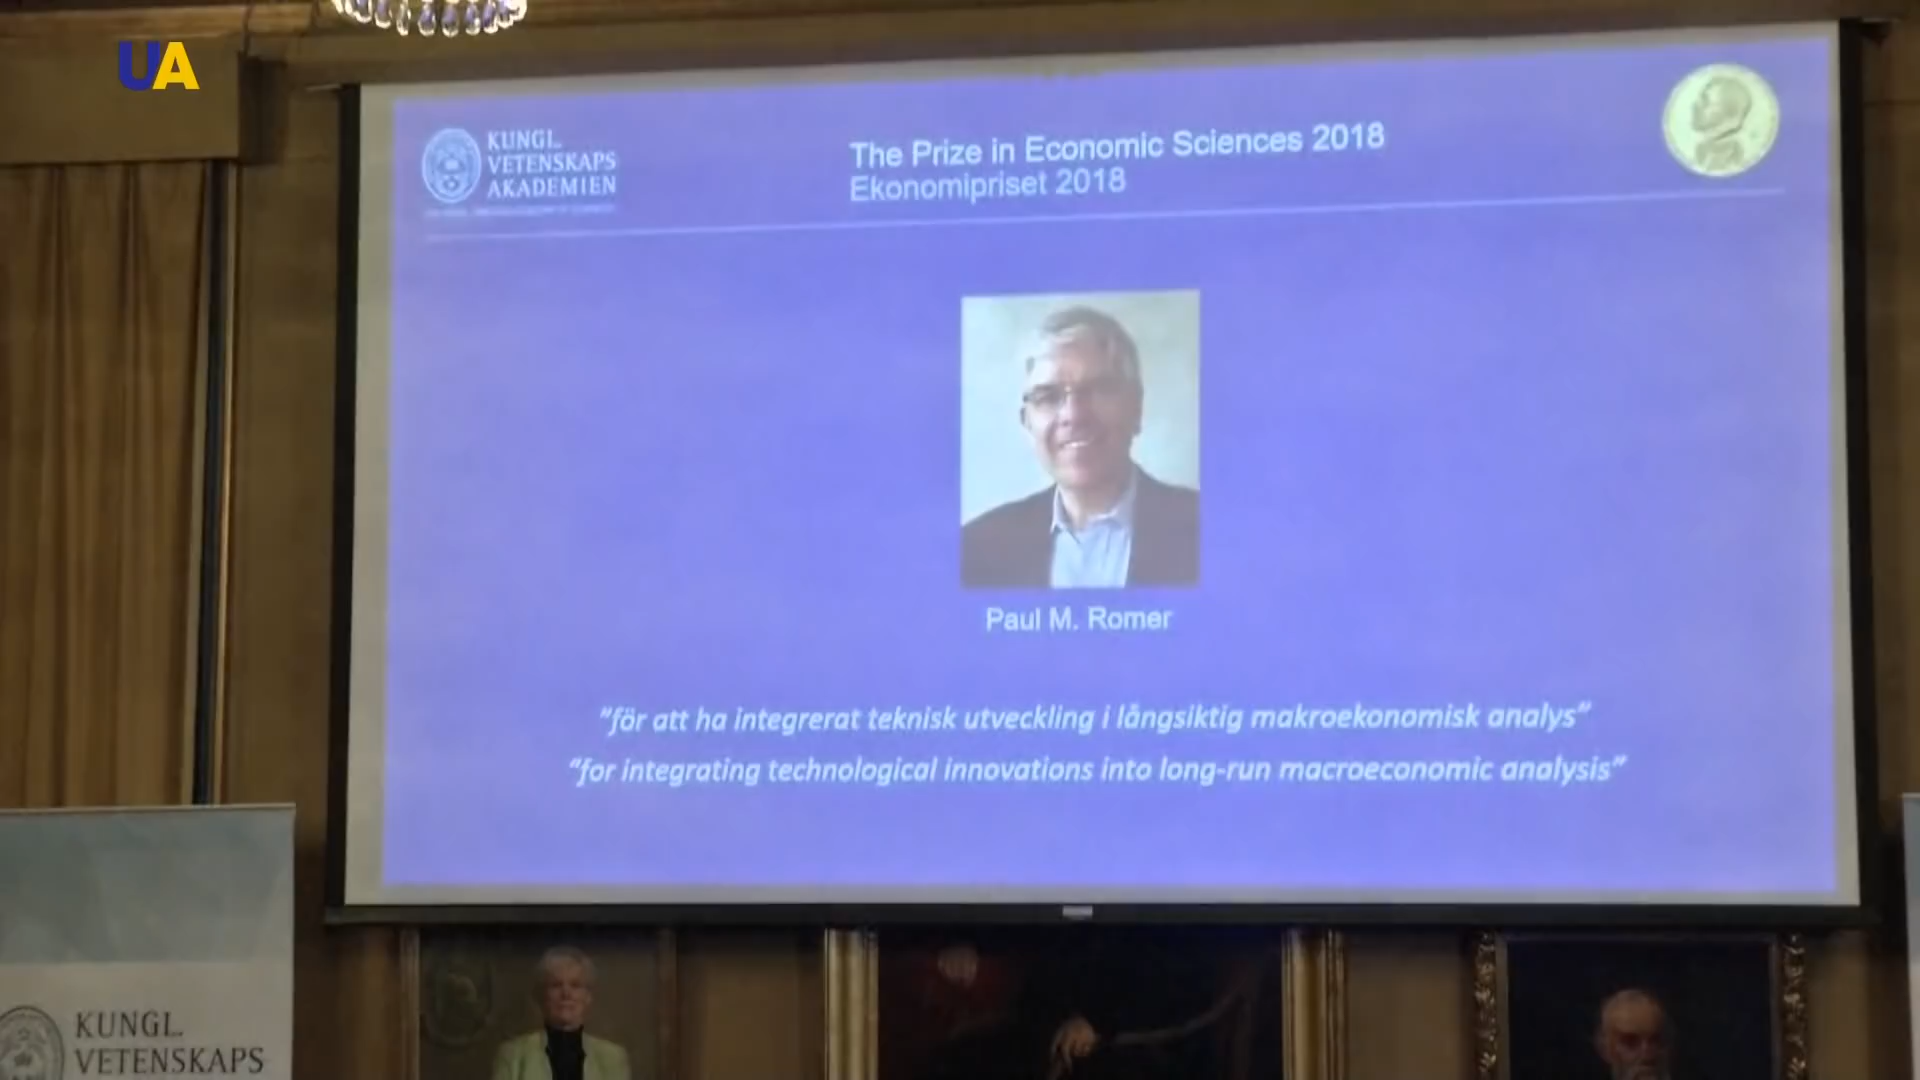 UA
KUNGL.
VETENSKAPS
AKADEMIEN
The Prize in Economic Sciences 2018
Ekonomipriset 2018
Paul M. Romer
”för att ha integrerat teknisk utveckling i långsiktig makroekonomisk analys”
“for integrating technological innovations into long-run macroeconomic analysis”
KUNGL.
VETENSKAPS